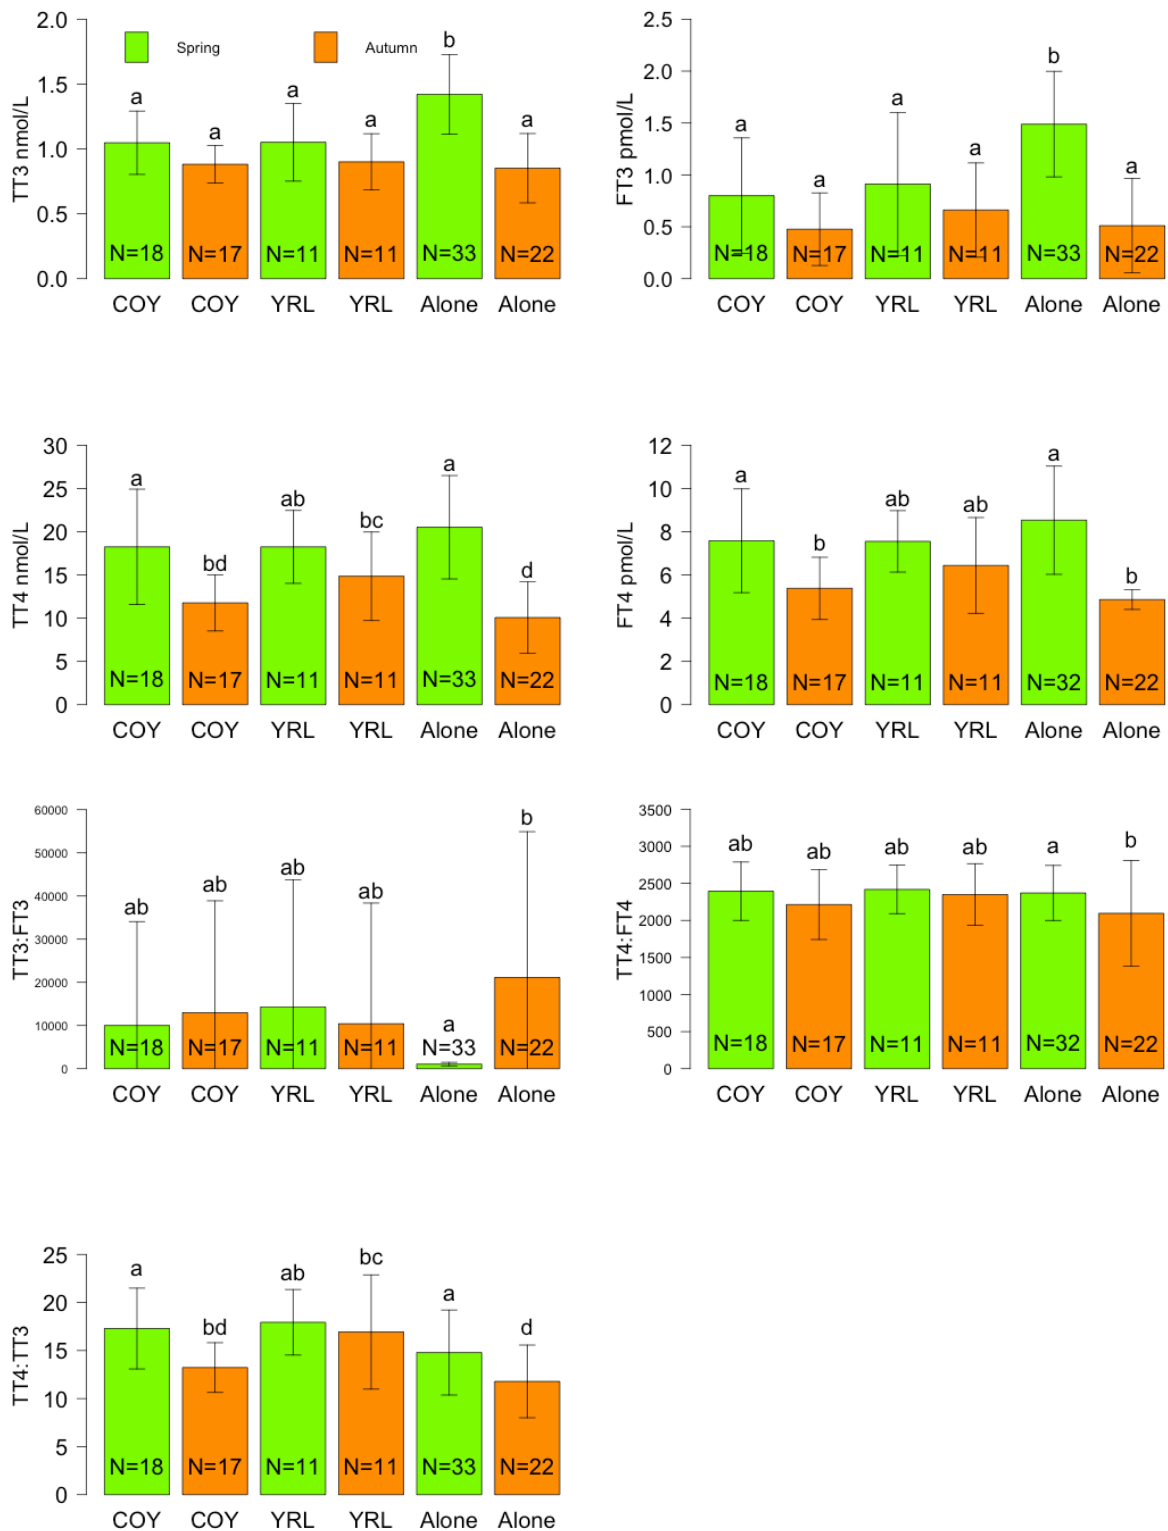 TT3 nmol/L
2.0
1.5
1.0
0.5
0.0
Spring
Autumn
a
a
a
a
b
a
N=18
N=17
N=11
N=11
N=33
N=22
COY
COY
YRL
YRL
Alone
Alone
FT3 pmol/L
2.5
2.0
1.5
1.0
0.5
0.0
a
a
a
a
b
a
N=18
N=17
N=11
N=11
N=33
N=22
COY
COY
YRL
YRL
Alone
Alone
TT4 nmol/L
30
25
20
15
10
5
0
a
bd
ab
bc
a
d
N=18
N=17
N=11
N=11
N=33
N=22
COY
COY
YRL
YRL
Alone
Alone
FT4 pmol/L
12
10
8
6
4
2
0
a
b
ab
ab
a
b
N=18
N=17
N=11
N=11
N=32
N=22
COY
COY
YRL
YRL
Alone
Alone
TT3:FT3
60000
50000
40000
30000
20000
10000
0
ab
ab
ab
ab
a
b
N=18
N=17
N=11
N=11
N=33
N=22
COY
COY
YRL
YRL
Alone
Alone
TT4:FT4
3500
3000
2500
2000
1500
1000
500
0
ab
ab
ab
ab
a
b
N=18
N=17
N=11
N=11
N=32
N=22
COY
COY
YRL
YRL
Alone
Alone
TT4:TT3
25
20
15
10
5
0
a
bd
ab
bc
a
d
N=18
N=17
N=11
N=11
N=33
N=22
COY
COY
YRL
YRL
Alone
Alone